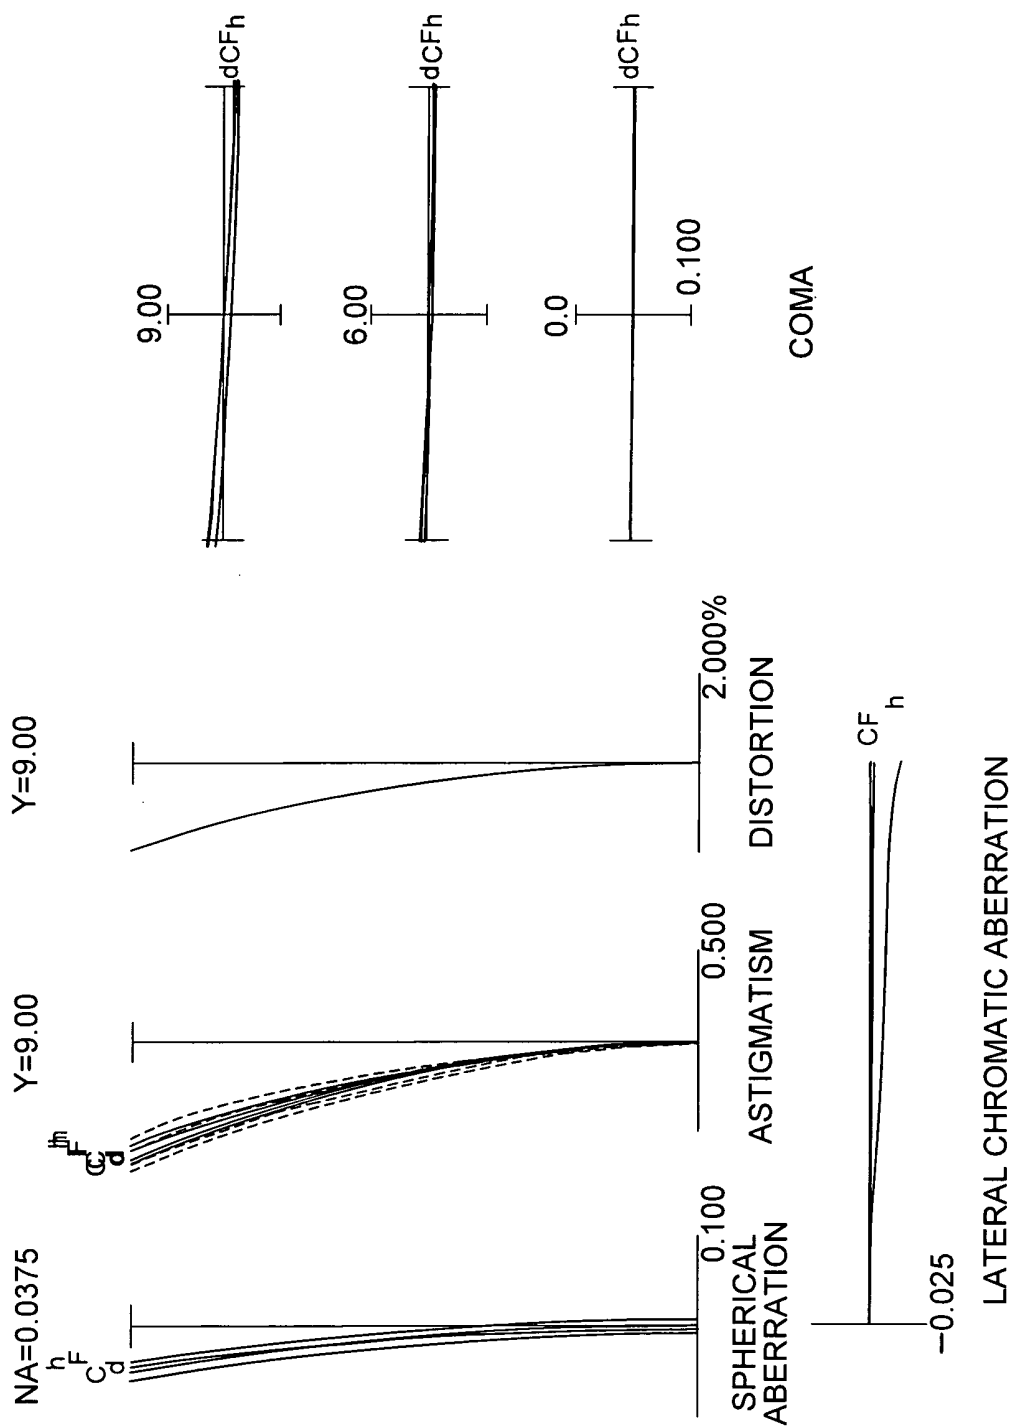 NA=0.0375
h
F
C
d
0.100
SPHERICAL
ABERRATION
Y=9.00
F
C
d
0.500
ASTIGMATISM
Y=9.00
2.000%
DISTORTION
9.00
dCFh
6.00
dCFh
0.0
dCFh
0.100
COMA
CF
h
−0.025
LATERAL CHROMATIC ABERRATION